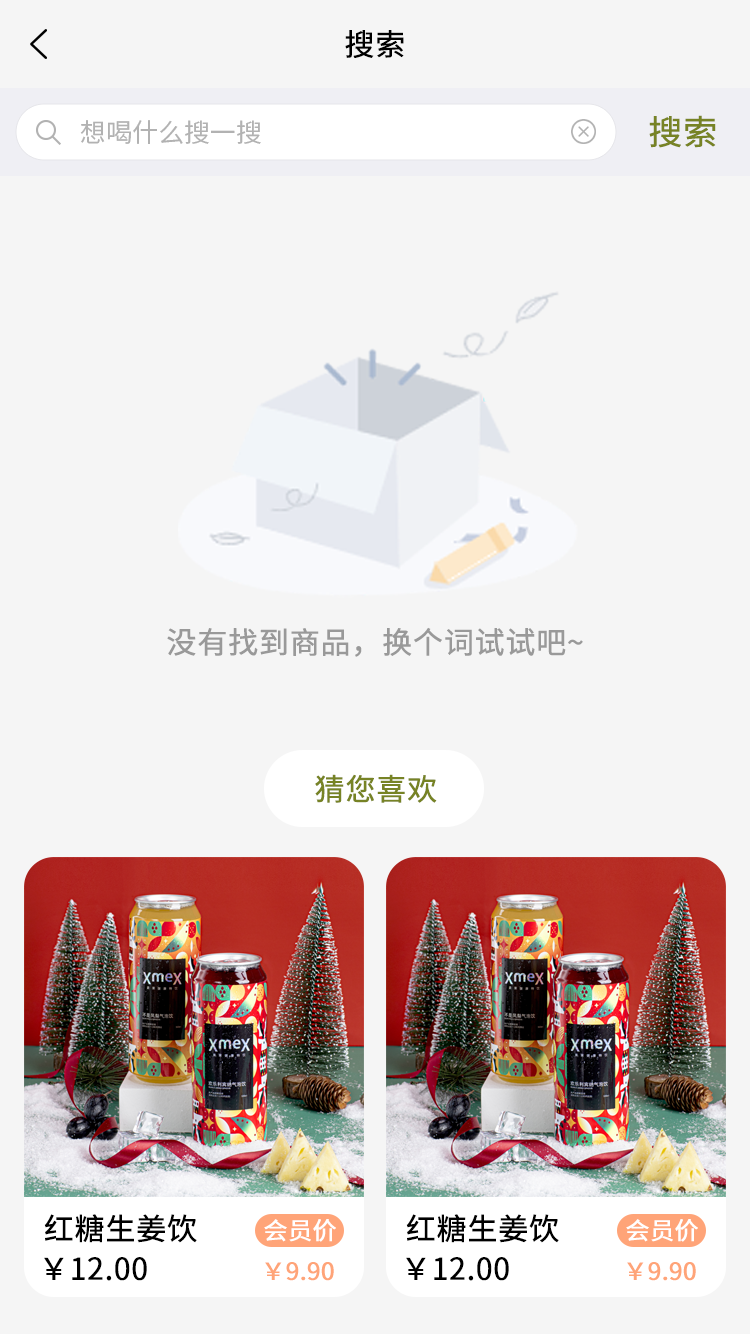 搜索
想喝什么搜一搜
搜索
没有找到商品，换个词试试吧~
猜您喜欢
xmeX
xmeX
xmeX
xmeX
红糖生姜饮 会员价
￥12.00 ￥9.90
红糖生姜饮 会员价
￥12.00 ￥9.90